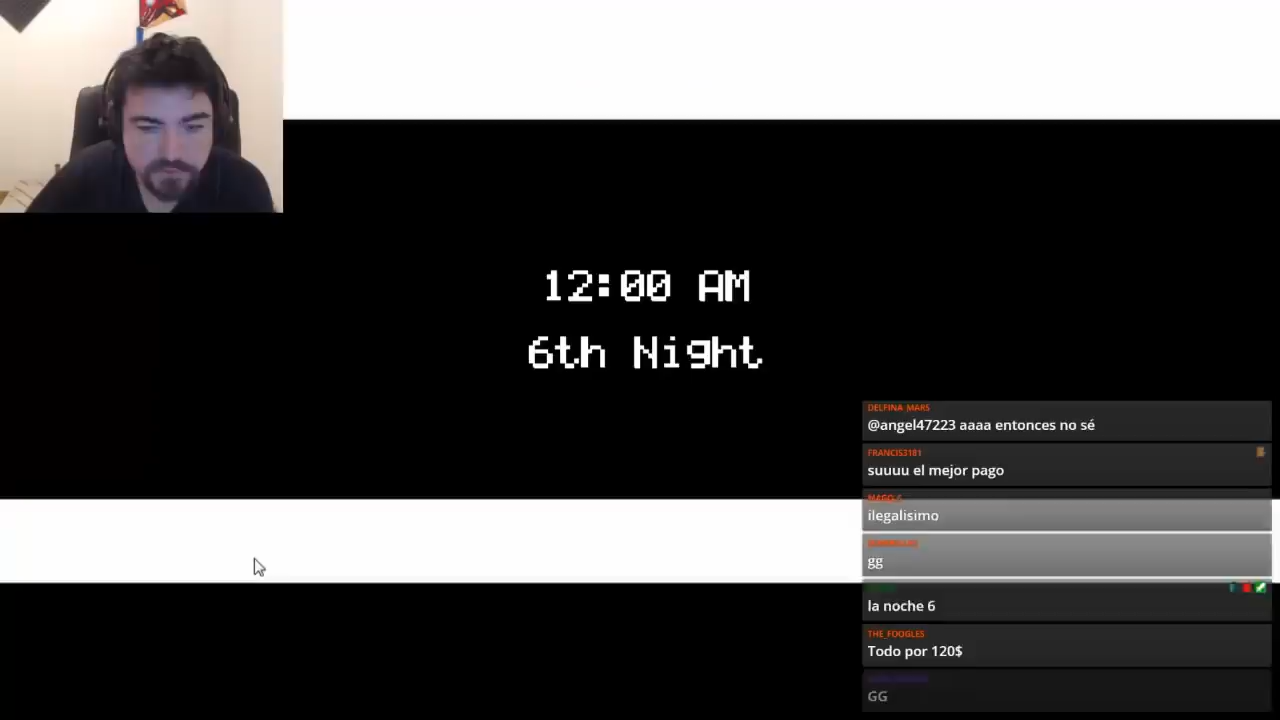 12:00 AM
6th Night
DELFINA_MARS
@angel47223 aaaa entonces no sé
FRANCIS3181
suuuu el mejor pago
ilegalisimo
gg
la noche 6
THE_FOOGLES
Todo por 120$
GG